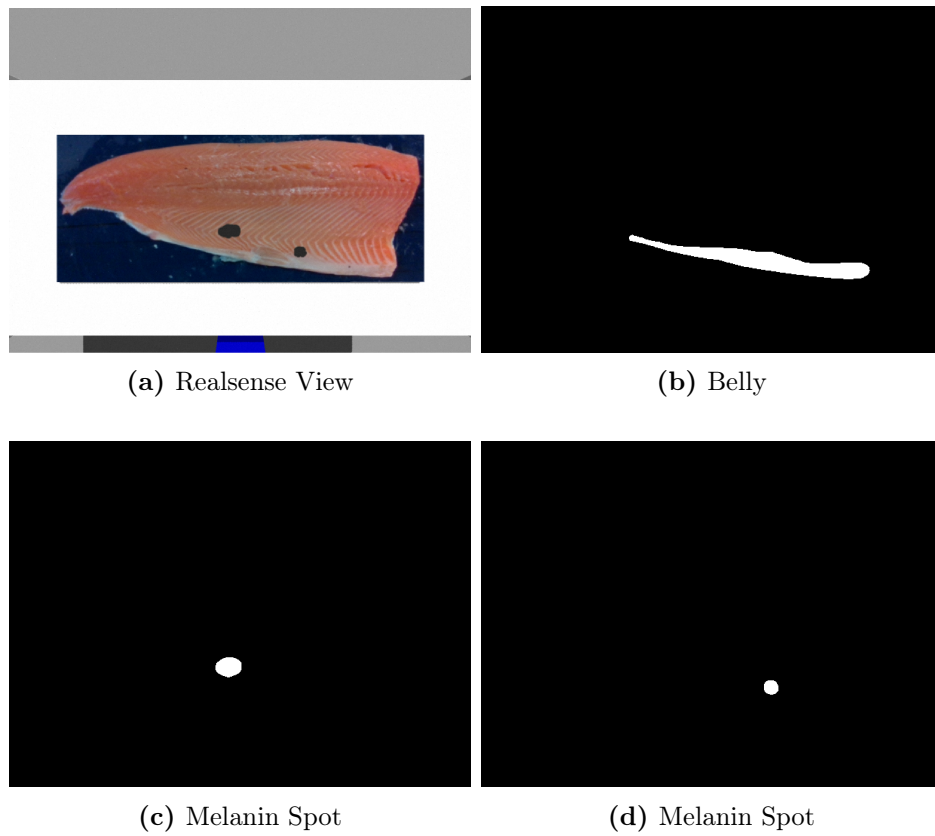 (a) Realsense View
(b) Belly
(c) Melanin Spot
(d) Melanin Spot